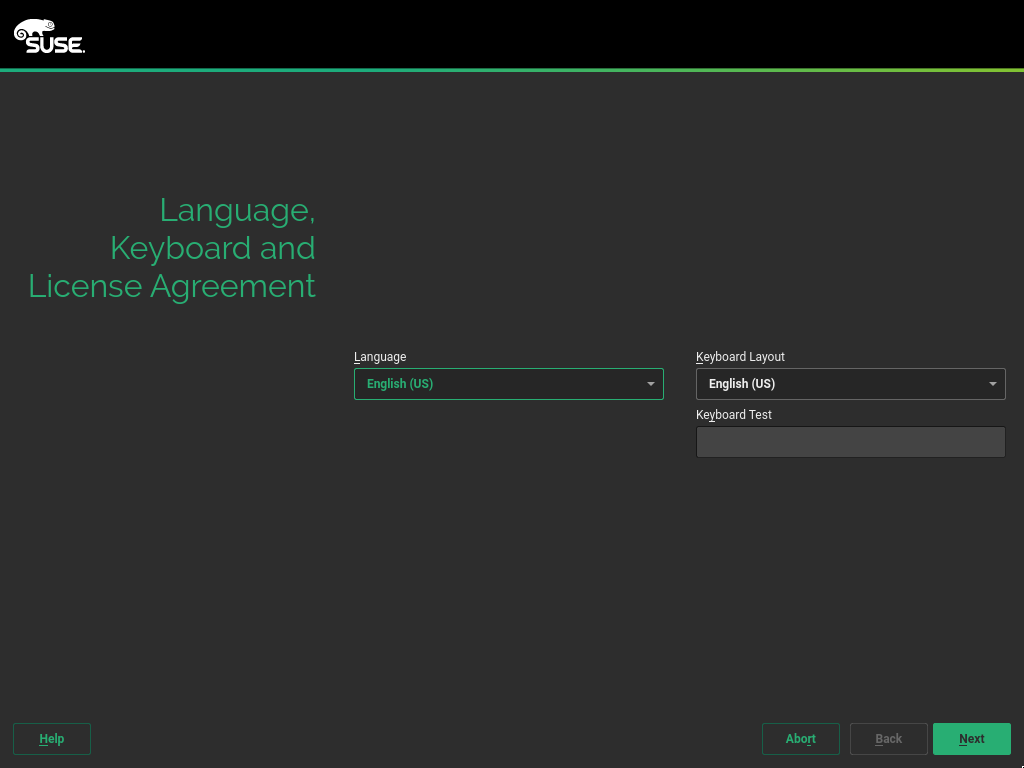 SUSE.
Language,
Keyboard and
License Agreement
Language
Keyboard Layout
English (US)
English (US)
Keyboard Test
Help
Abort
Back
Next